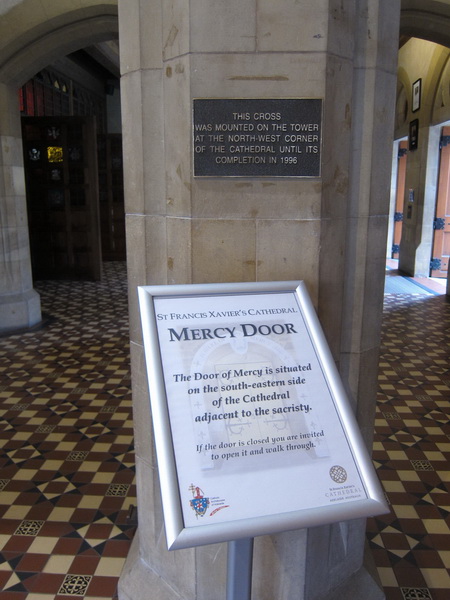 THIS CROSS
WAS MOUNTED ON THE TOWER
AT THE NORTH-WEST CORNER
OF THE CATHEDRAL UNTIL ITS
COMPLETION IN 1996
ST FRANCIS XAVIER'S CATHEDRAL
MERCY DOOR
The Door of Mercy is situated
on the south-eastern side
of the Cathedral
adjacent to the sacristy.
If the door is closed you are invited
to open it and walk through.
CATHEDRAL